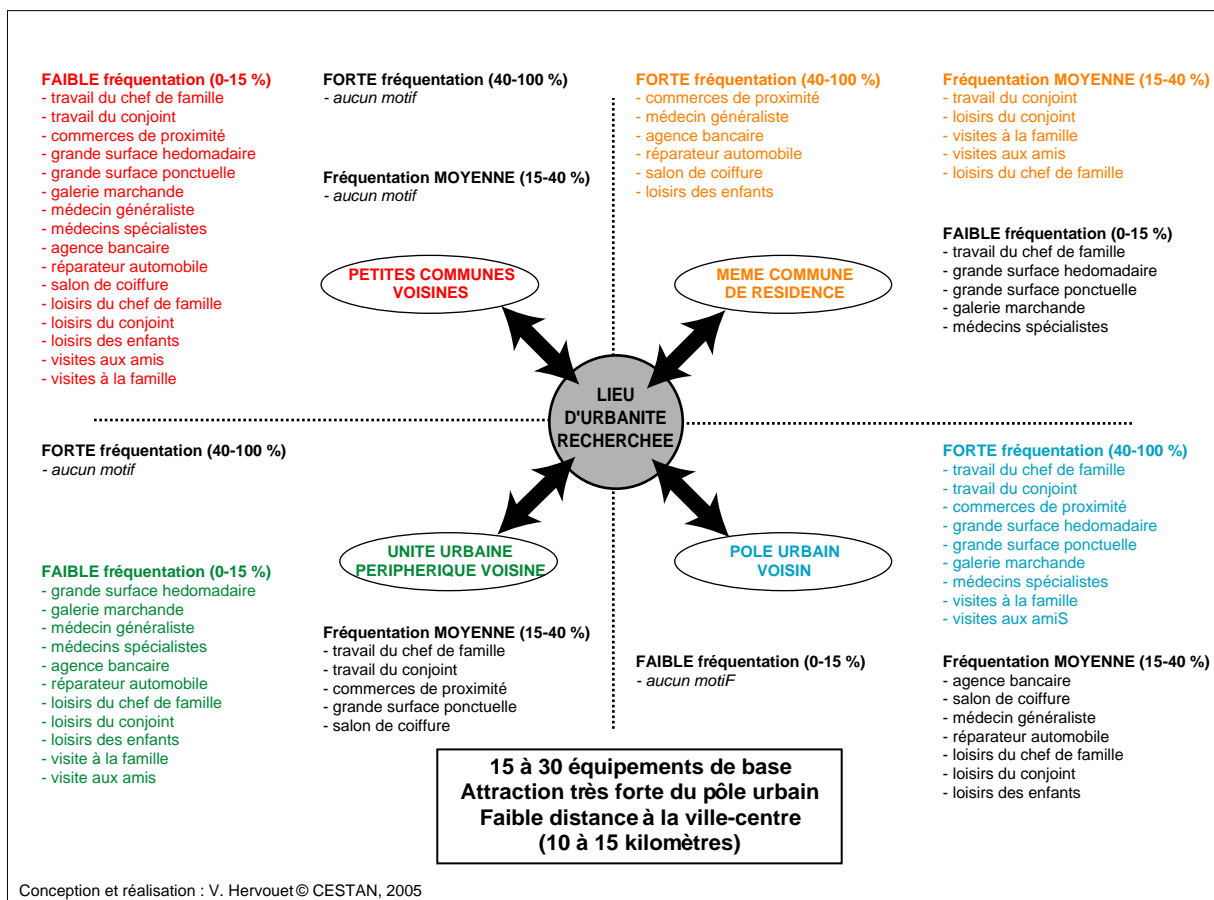 FAIBLE fréquentation (0-15 %)
- travail du chef de famille
- travail du conjoint
- commerces de proximité
- grande surface hedomadaire
- grande surface ponctuelle
- galerie marchande
- médecin généraliste
- médecins spécialistes
- agence bancaire
- réparateur automobile
- salon de coiffure
- loisirs du chef de famille
- loisirs du conjoint
- loisirs des enfants
- visites aux amis
- visites à la famille
FORTE fréquentation (40-100 %)
- aucun motif
Fréquentation MOYENNE (15-40 %)
- aucun motif
PETITES COMMUNES
VOISINES
FORTE fréquentation (40-100 %)
- commerces de proximité
- médecin généraliste
- agence bancaire
- réparateur automobile
- salon de coiffure
- loisirs des enfants
MEME COMMUNE
DE RESIDENCE
Fréquentation MOYENNE (15-40 %)
- travail du conjoint
- loisirs du conjoint
- visites à la famille
- visites aux amis
- loisirs du chef de famille
FAIBLE fréquentation (0-15 %)
- travail du chef de famille
- grande surface hedomadaire
- grande surface ponctuelle
- galerie marchande
- médecins spécialistes
LIEU
D'URBANITE
RECHERCHEE
FORTE fréquentation (40-100 %)
- aucun motif
FAIBLE fréquentation (0-15 %)
- grande surface hedomadaire
- galerie marchande
- médecin généraliste
- médecins spécialistes
- agence bancaire
- réparateur automobile
- loisirs du chef de famille
- loisirs du conjoint
- loisirs des enfants
- visite à la famille
- visite aux amis
UNITE URBAINE
PERIPHERIQUE VOISINE
Fréquentation MOYENNE (15-40 %)
- travail du chef de famille
- travail du conjoint
- commerces de proximité
- grande surface ponctuelle
- salon de coiffure
POLE URBAIN
VOISIN
FAIBLE fréquentation (0-15 %)
- aucun motiF
FORTE fréquentation (40-100 %)
- travail du chef de famille
- travail du conjoint
- commerces de proximité
- grande surface hedomadaire
- grande surface ponctuelle
- galerie marchande
- médecins spécialistes
- visites à la famille
- visites aux amiS
Fréquentation MOYENNE (15-40 %)
- agence bancaire
- salon de coiffure
- médecin généraliste
- réparateur automobile
- loisirs du chef de famille
- loisirs du conjoint
- loisirs des enfants
15 à 30 équipements de base
Attraction très forte du pôle urbain
Faible distance à la ville-centre
(10 à 15 kilomètres)
Conception et réalisation : V. Hervouet © CESTAN, 2005